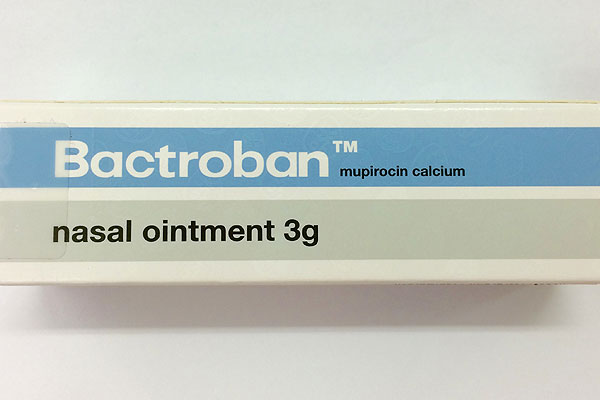 Bactroban™
mupirocin calcium
nasal ointment 3g